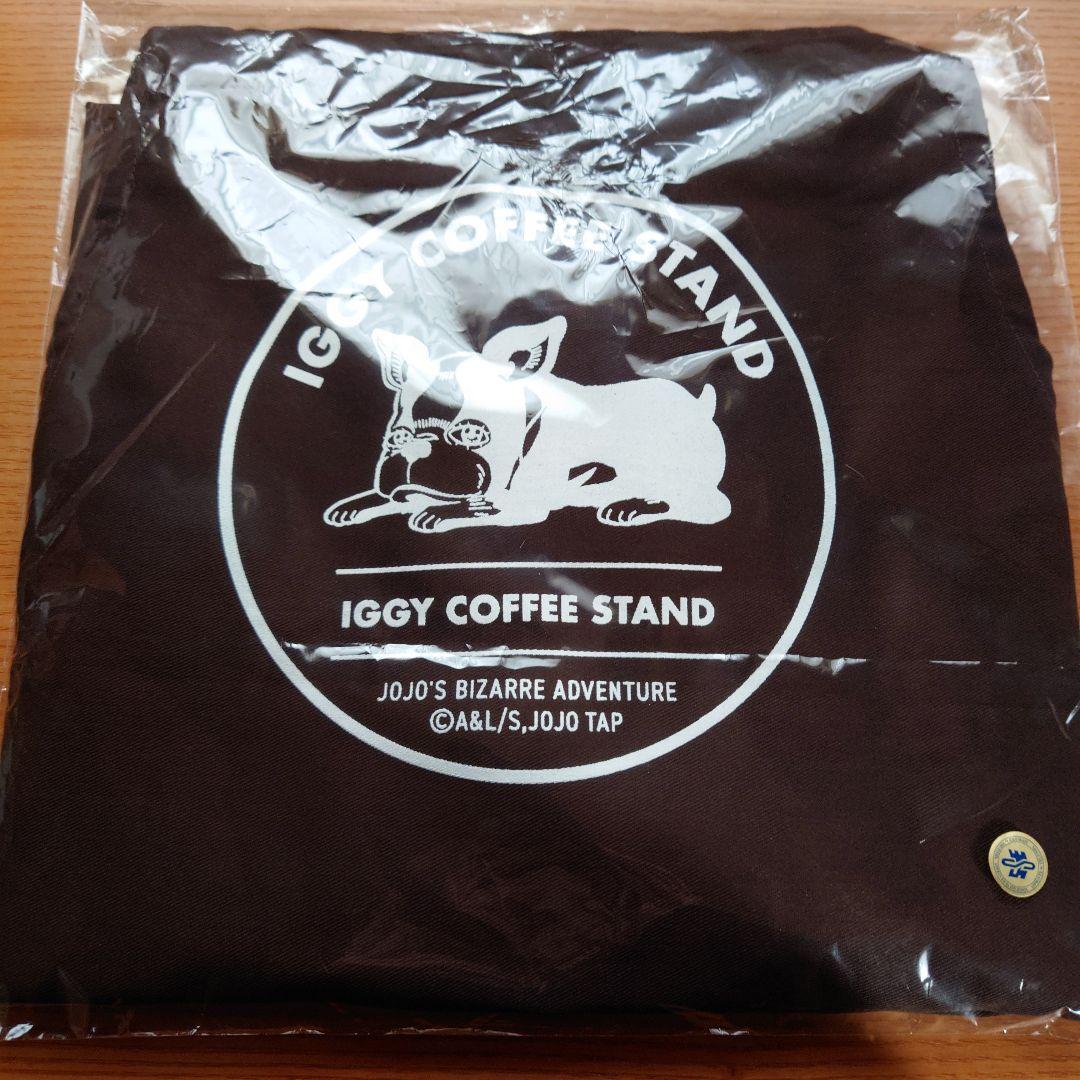 IGGY COFFEE STAND
IGGY COFFEE STAND
JOJO'S BIZARRE ADVENTURE
©A&L/S,JOJO TAP